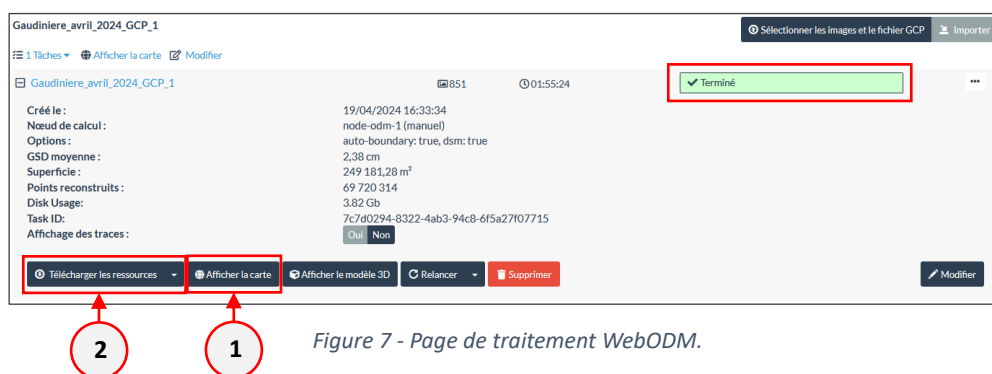 Gaudiniere_avril_2024_GCP_1
Sélectionner les images et le fichier GCP Importer
1 Tâches Afficher la carte Modifier
Gaudiniere_avril_2024_GCP_1 851 01:55:24 Terminé
Créé le : 19/04/2024 16:33:34
Nœud de calcul : node-odm-1 (manuel)
Options : auto-boundary: true, dsm: true
GSD moyenne : 2,38 cm
Superficie : 249 181,28 m²
Points reconstruits : 69 720 314
Disk Usage: 3.82 Gb
Task ID: 7c7d0294-8322-4ab3-94c8-6f5a27f07715
Affichage des traces : Oui Non
Télécharger les ressources Afficher la carte Afficher le modèle 3D Relancer Supprimer Modifier
2 1 Figure 7 - Page de traitement WebODM.